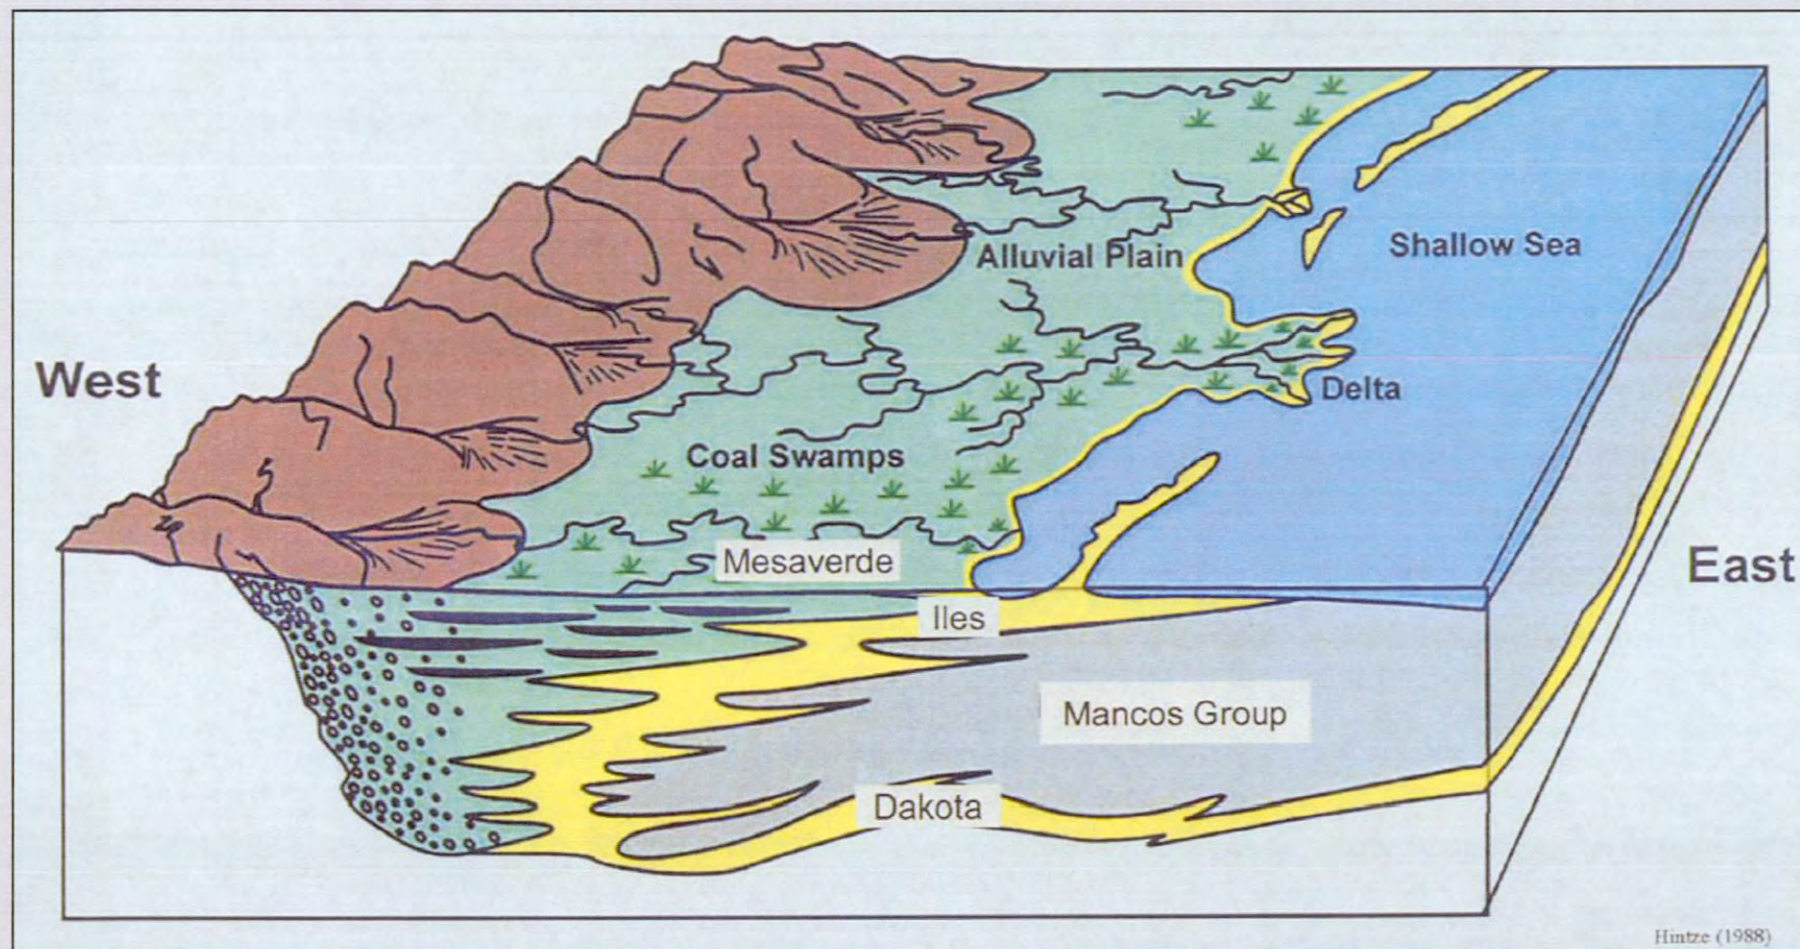 Alluvial Plain
Shallow Sea
West
Delta
Coal Swamps
Mesaverde
East
Iles
Mancos Group
Dakota
Hintze (1988)